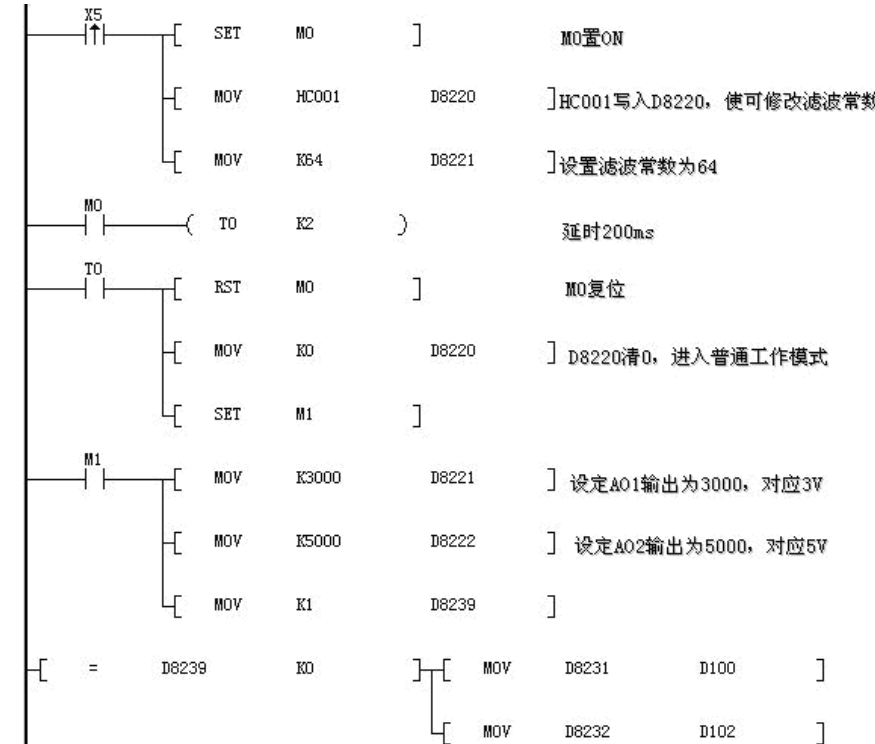 X5
SET M0 M0置ON
MOV HC001 D8220 HC001写入D8220，使可修改滤波常数
MOV K64 D8221 设置滤波常数为64
M0
T0 K2 延时200ms
T0
RST M0 M0复位
MOV K0 D8220 D8220清0，进入普通工作模式
SET M1
M1
MOV K3000 D8221 设定AO1输出为3000，对应3V
MOV K5000 D8222 设定AO2输出为5000，对应5V
MOV K1 D8239
= D8239 K0 MOV D8231 D100
MOV D8232 D102